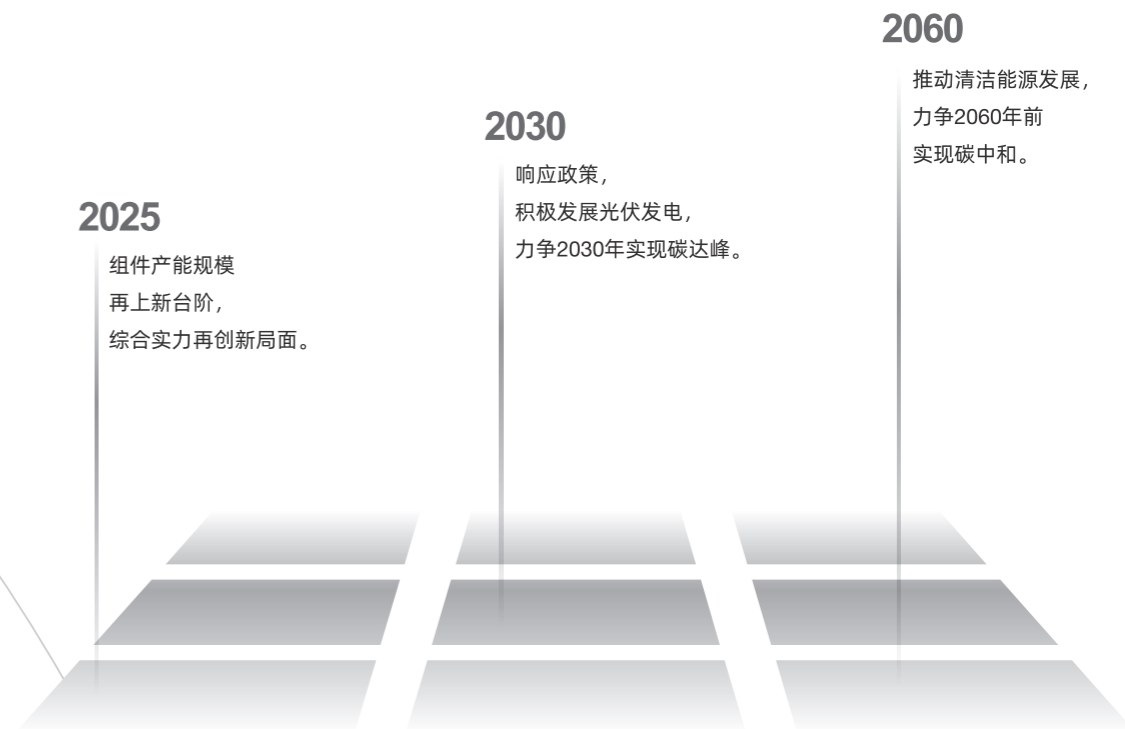 2025
组件产能规模
再上新台阶，
综合实力再创新局面。
2030
响应政策，
积极发展光伏发电，
力争2030年实现碳达峰。
2060
推动清洁能源发展，
力争2060年前
实现碳中和。